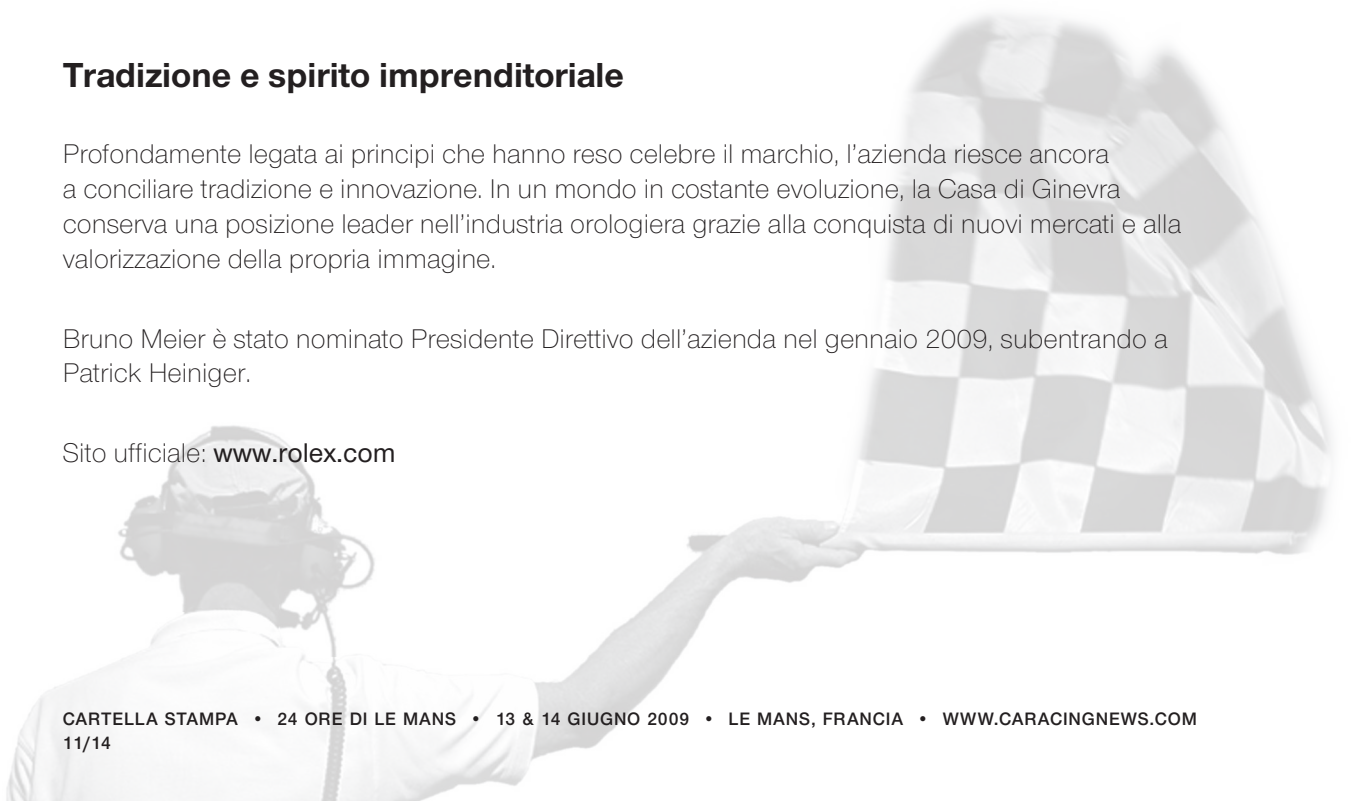 Tradizione e spirito imprenditoriale
Profondamente legata ai principi che hanno reso celebre il marchio, l’azienda riesce ancora
a conciliare tradizione e innovazione. In un mondo in costante evoluzione, la Casa di Ginevra
conserva una posizione leader nell’industria orologiera grazie alla conquista di nuovi mercati e alla
valorizzazione della propria immagine.
Bruno Meier è stato nominato Presidente Direttivo dell’azienda nel gennaio 2009, subentrando a
Patrick Heiniger.
Sito ufficiale: www.rolex.com
CARTELLA STAMPA • 24 ORE DI LE MANS • 13 & 14 GIUGNO 2009 • LE MANS, FRANCIA • WWW.CARACINGNEWS.COM
11/14